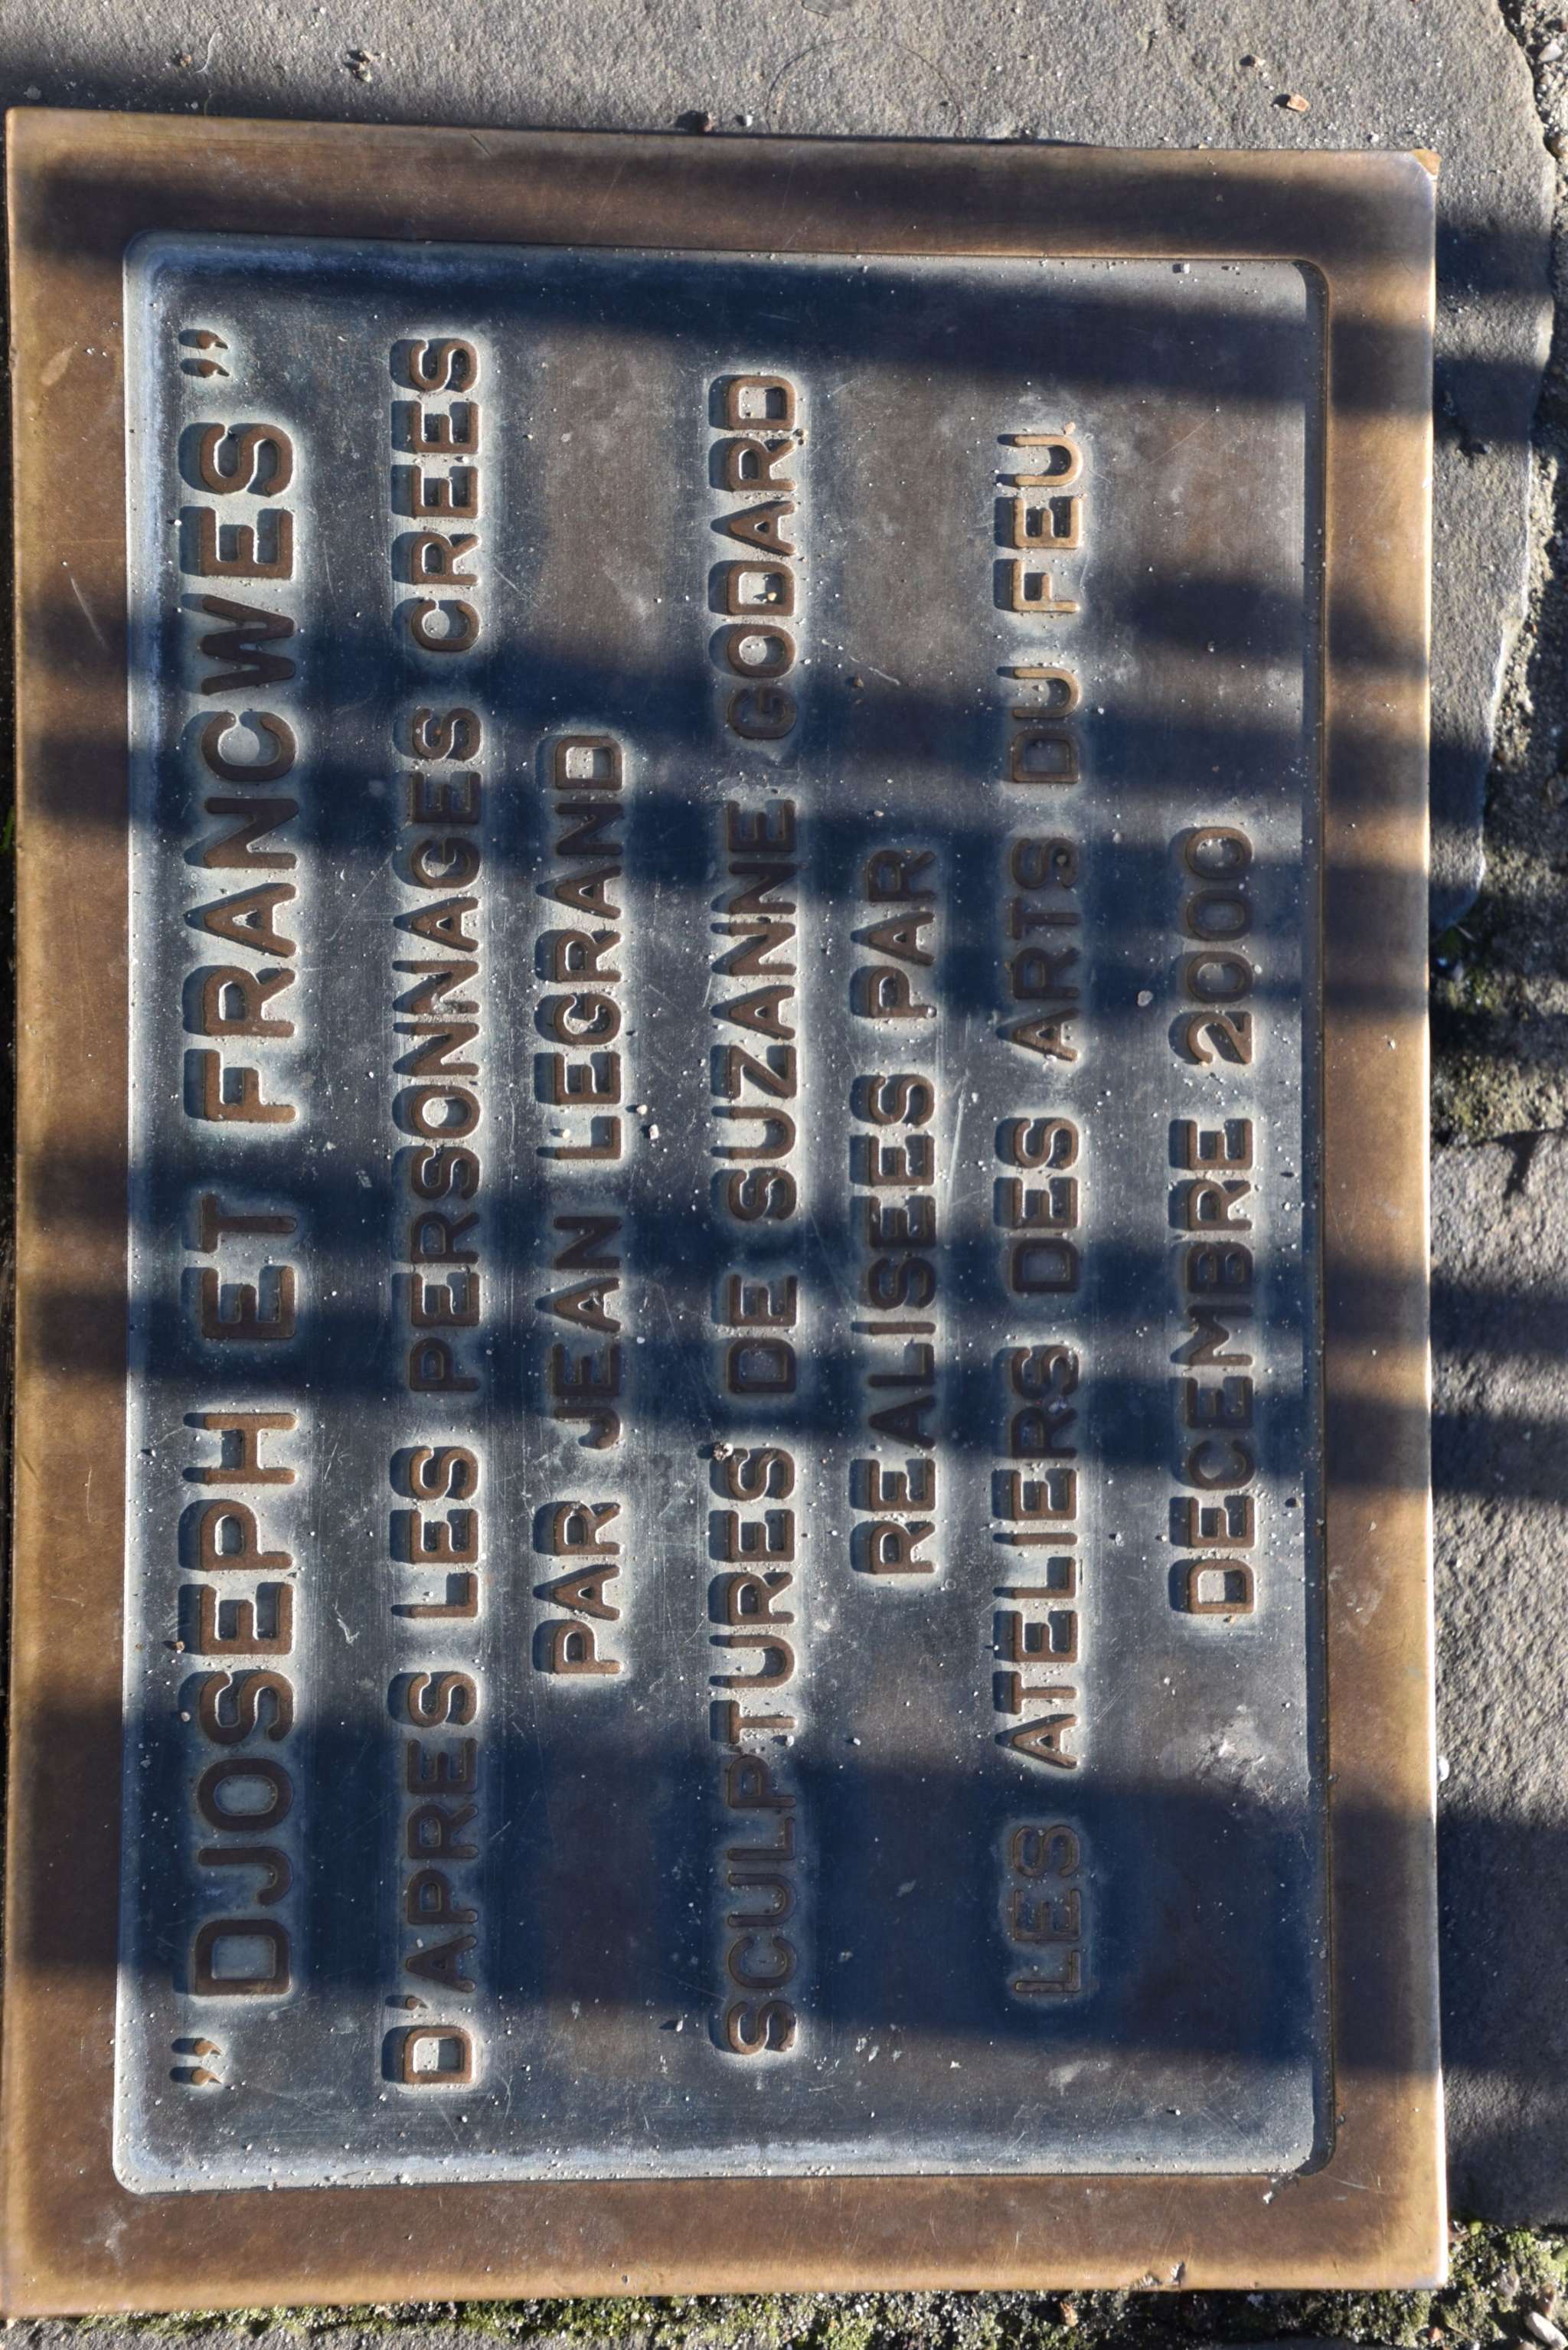 " DJOSEPH ET FRANCWES "
D'APRES LES PERSONNAGES CREES
PAR JEAN LEGRAND
SCULPTURES DE SUZANNE GODARD
REALISEES PAR
LES ATELIERS DES ARTS DU FEU
DECEMBRE 2000